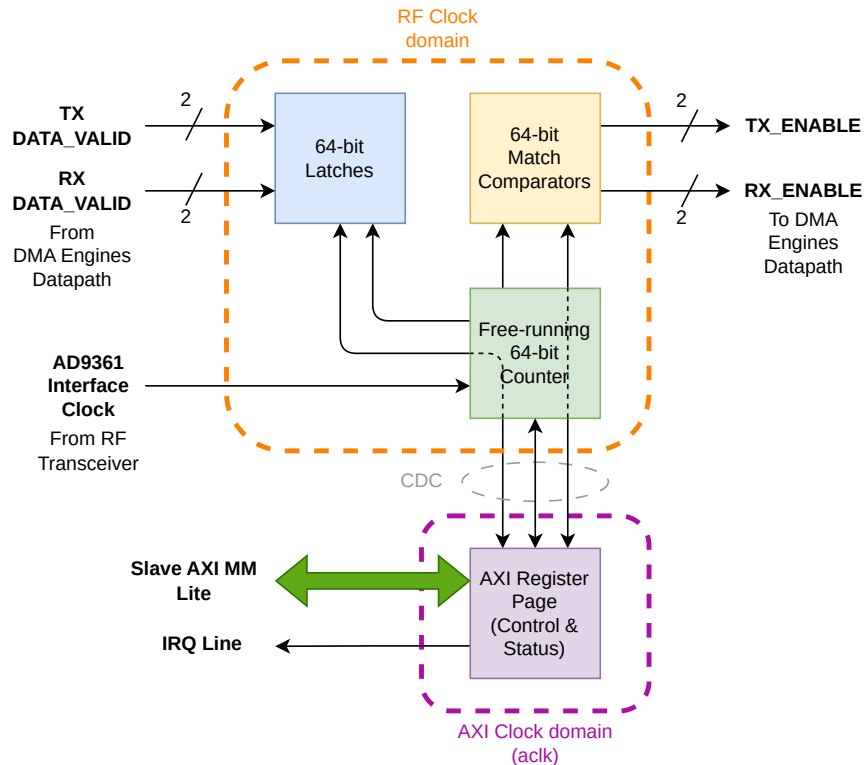 RF Clock
domain
2
TX
DATA_VALID
RX
DATA_VALID
2
From
DMA Engines
Datapath
64-bit
Latches
64-bit
Match
Comparators
2
TX_ENABLE
RX_ENABLE
2
To DMA
Engines
Datapath
Free-running
64-bit
Counter
AD9361
Interface
Clock
From RF
Transceiver
CDC
Slave AXI MM
Lite
IRQ Line
AXI Register
Page
(Control &
Status)
AXI Clock domain
(aclk)